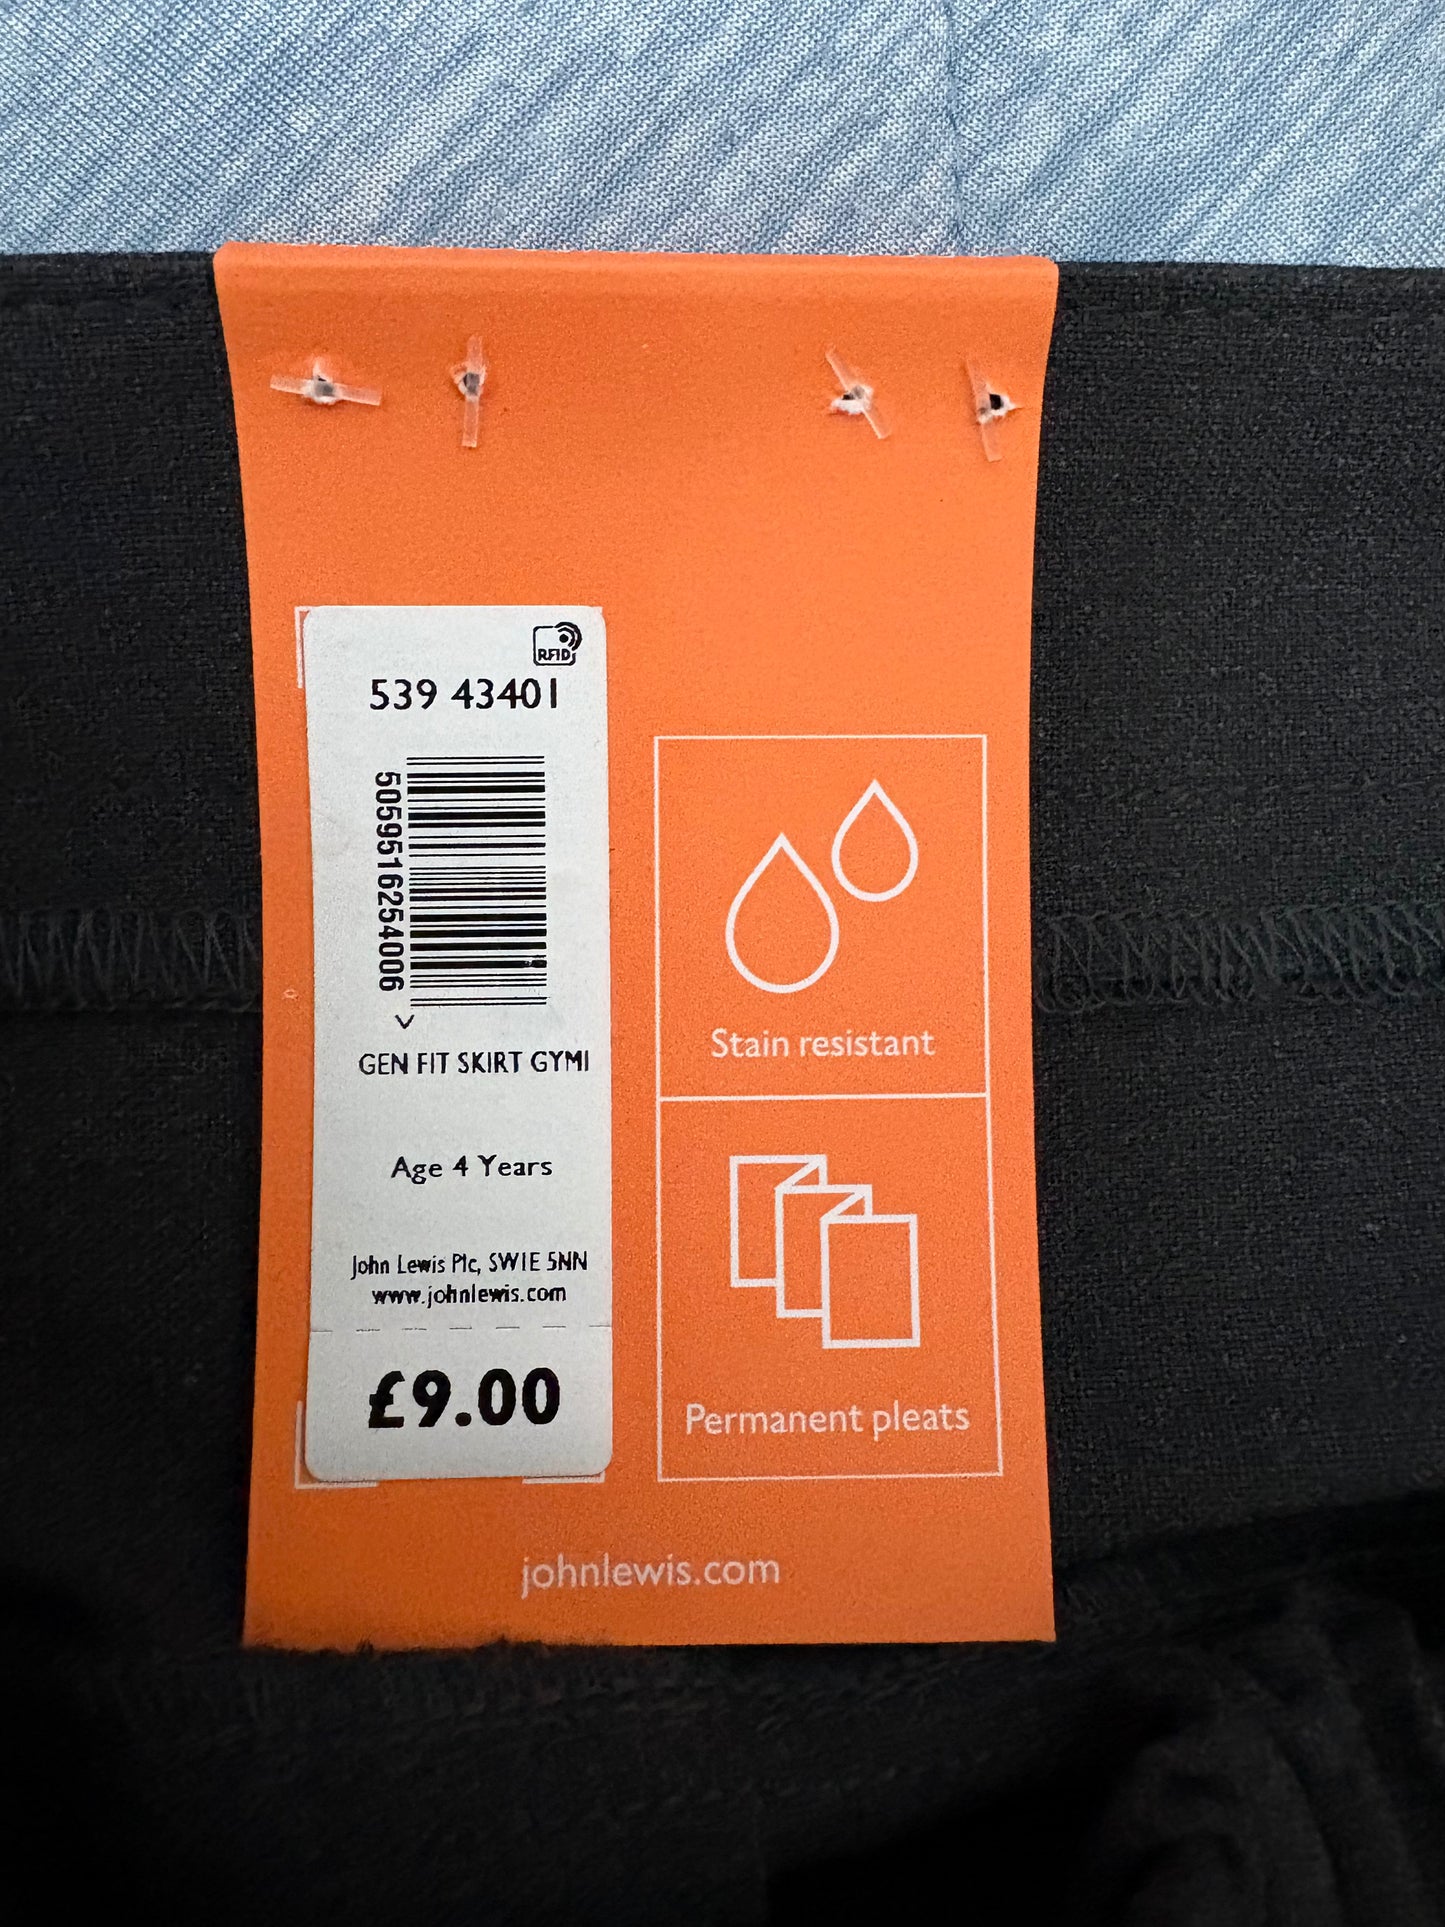 RFID
539 43401
5059516254006
GEN FIT SKIRT GYM1
Age 4 Years
John Lewis Plc, SW1E 5NN
www.johnlewis.com
£9.00
Stain resistant
Permanent pleats
johnlewis.com